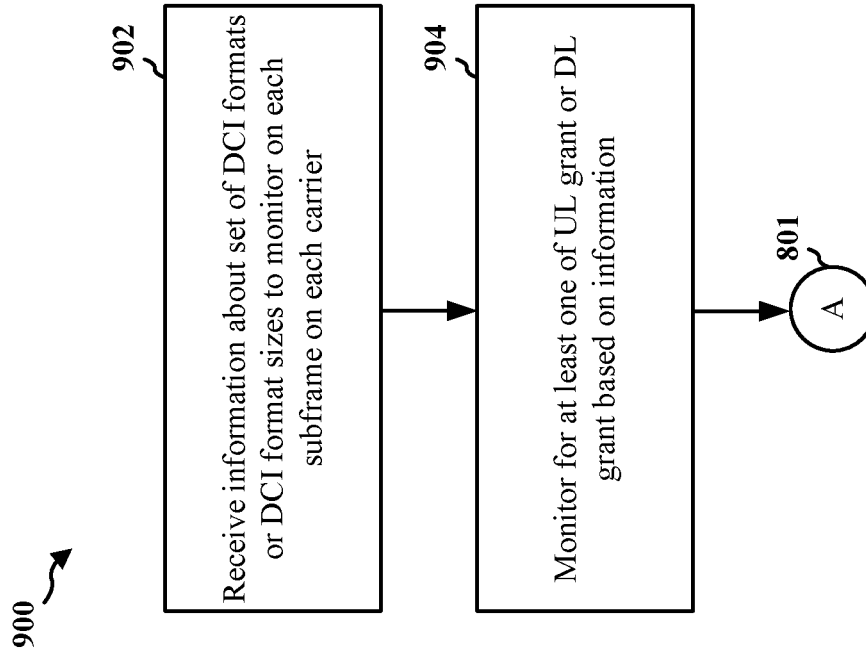 900
902
Receive information about set of DCI formats
or DCI format sizes to monitor on each
subframe on each carrier
904
Monitor for at least one of UL grant or DL
grant based on information
801
A